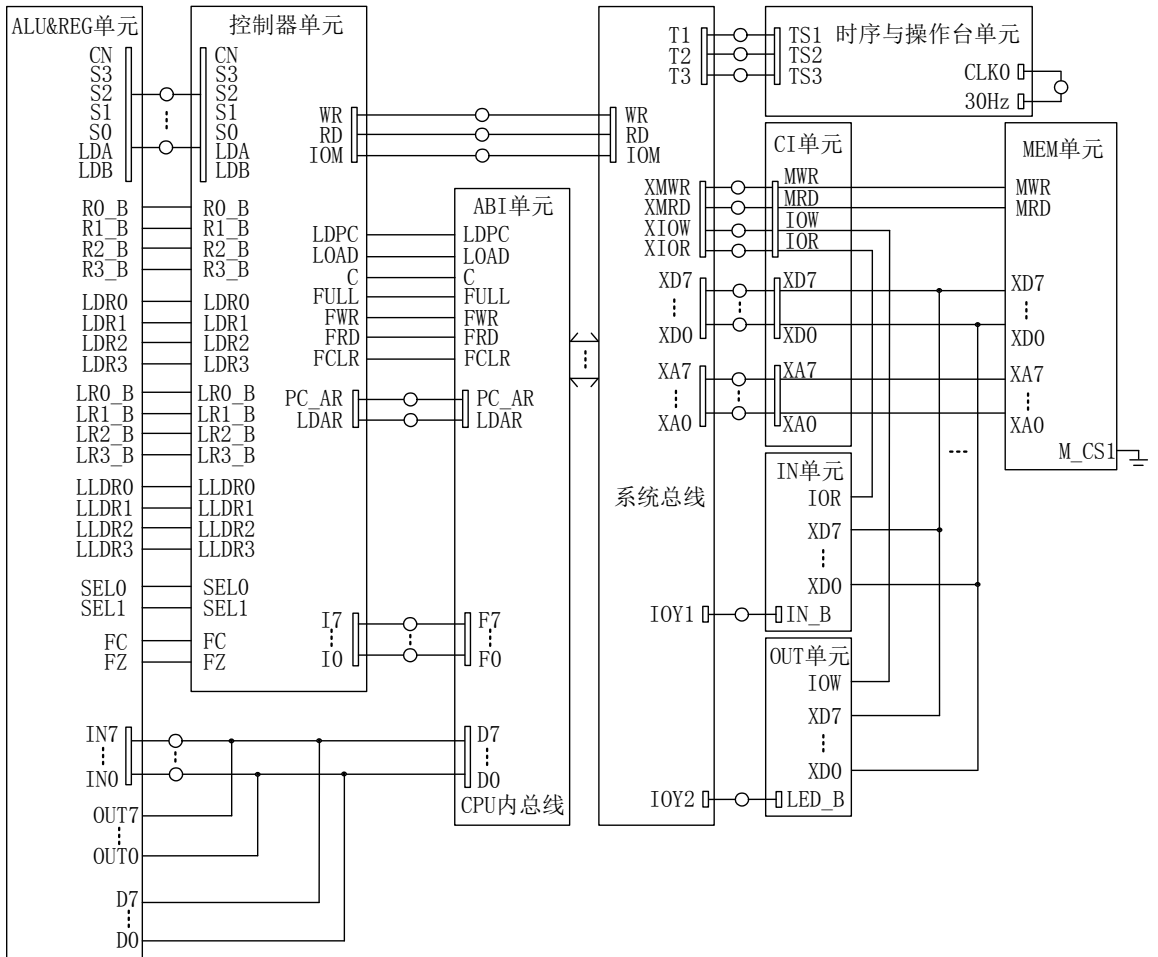 ALU&REG单元
CN
S3
S2
S1
S0
LDA
LDB
R0_B
R1_B
R2_B
R3_B
LDR0
LDR1
LDR2
LDR3
LR0_B
LR1_B
LR2_B
LR3_B
LLDR0
LLDR1
LLDR2
LLDR3
SEL0
SEL1
FC
FZ
IN7
IN0
OUT7
OUT0
D7
D0
控制器单元
CN
S3
S2
S1
S0
LDA
LDB
R0_B
R1_B
R2_B
R3_B
LDR0
LDR1
LDR2
LDR3
LR0_B
LR1_B
LR2_B
LR3_B
LLDR0
LLDR1
LLDR2
LLDR3
SEL0
SEL1
FC
FZ
WR
RD
IOM
LDPC
LOAD
C
FULL
FWR
FRD
FCLR
PC_AR
LDAR
I7
I0
ABI单元
LDPC
LOAD
C
FULL
FWR
FRD
FCLR
PC_AR
LDAR
F7
F0
D7
D0
CPU内总线
T1
T2
T3
WR
RD
IOM
XMWR
XMRD
XIOW
XIOR
XD7
XD0
XA7
XA0
系统总线
IOY1
IOY2
时序与操作台单元
TS1
TS2
TS3
CLK0
30Hz
CI单元
MWR
MRD
IOW
IOR
XD7
XD0
XA7
XA0
MEM单元
MWR
MRD
XD7
XD0
XA7
XA0
M_CS1
IN单元
IOR
XD7
XD0
IN_B
OUT单元
IOW
XD7
XD0
LED_B